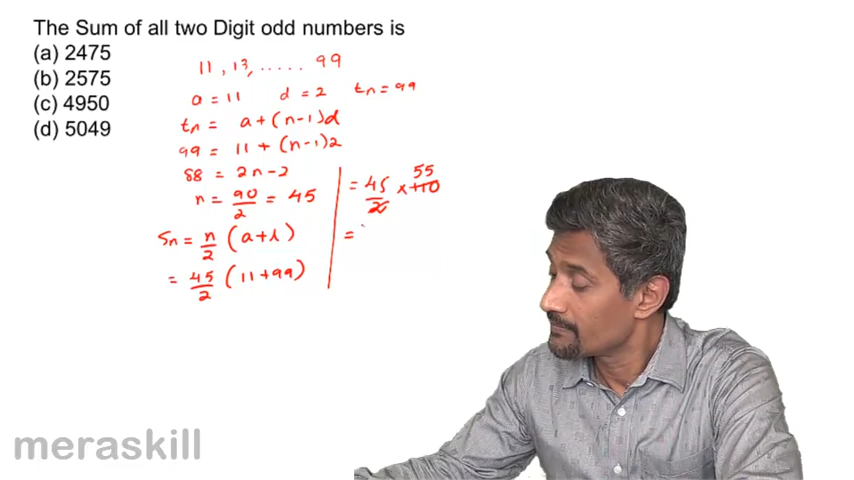 The Sum of all two Digit odd numbers is
(a) 2475
(b) 2575
(c) 4950
(d) 5049
11, 13, ..... 99
a = 11 d = 2 tn = 99
tn = a + (n-1)d
99 = 11 + (n-1)2
88 = 2n - 2
n = 90/2 = 45
Sn = n/2 (a+l)
= 45/2 (11+99)
= 45/2 × 110 55
=
meraskill